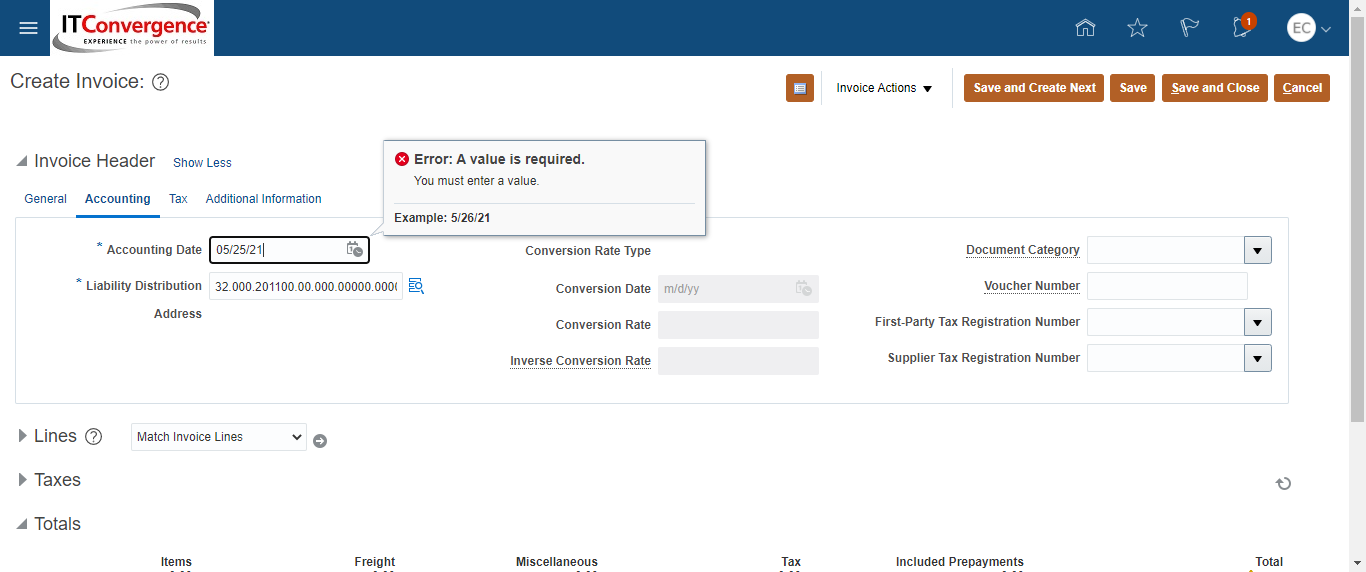 ITConvergence
EXPERIENCE the power of results
1
EC
Create Invoice: ?
Invoice Actions
Save and Create Next
Save
Save and Close
Cancel
Invoice Header
Show Less
Error: A value is required.
You must enter a value.
Example: 5/26/21
General
Accounting
Tax
Additional Information
* Accounting Date 05/25/21
* Liability Distribution 32.000.201100.00.000.00000.000
Address
Conversion Rate Type
Conversion Date m/d/yy
Conversion Rate
Inverse Conversion Rate
Document Category
Voucher Number
First-Party Tax Registration Number
Supplier Tax Registration Number
Lines ? Match Invoice Lines
Taxes
Totals
Items Freight Miscellaneous Tax Included Prepayments Total